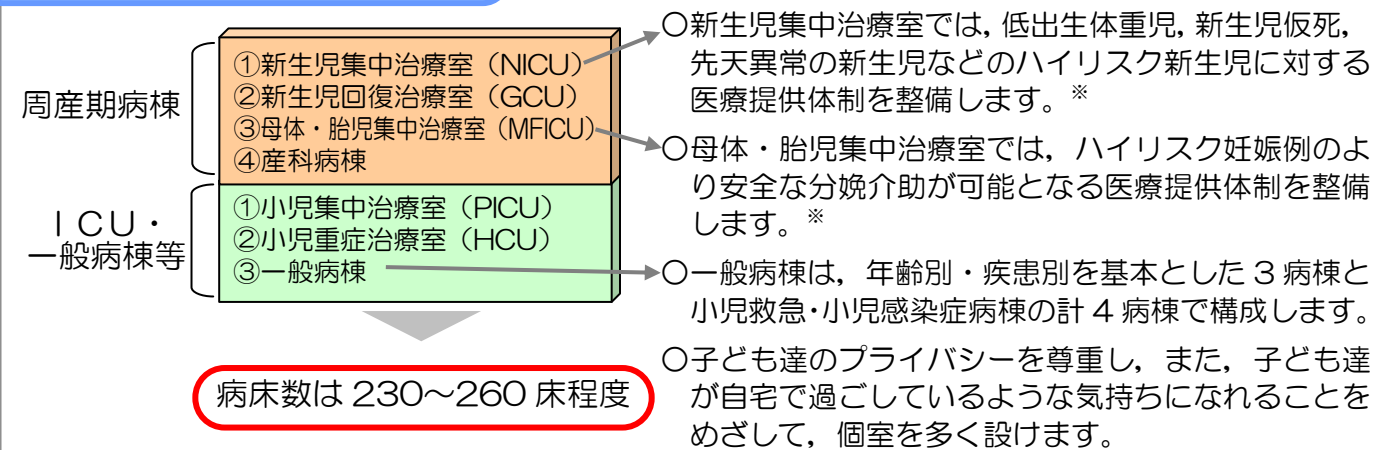 周産期病棟
①新生児集中治療室（NICU）
②新生児回復治療室（GCU）
③母体・胎児集中治療室（MFICU）
④産科病棟
ＩＣＵ・
一般病棟等
①小児集中治療室（PICU）
②小児重症治療室（HCU）
③一般病棟
病床数は 230～260 床程度
〇新生児集中治療室では，低出生体重児，新生児仮死，
先天異常の新生児などのハイリスク新生児に対する
医療提供体制を整備します。※
〇母体・胎児集中治療室では，ハイリスク妊娠例のよ
り安全な分娩介助が可能となる医療提供体制を整備
します。※
〇一般病棟は，年齢別・疾患別を基本とした 3 病棟と
小児救急・小児感染症病棟の計 4 病棟で構成します。
〇子ども達のプライバシーを尊重し，また，子ども達
が自宅で過ごしているような気持ちになれることを
めざして，個室を多く設けます。